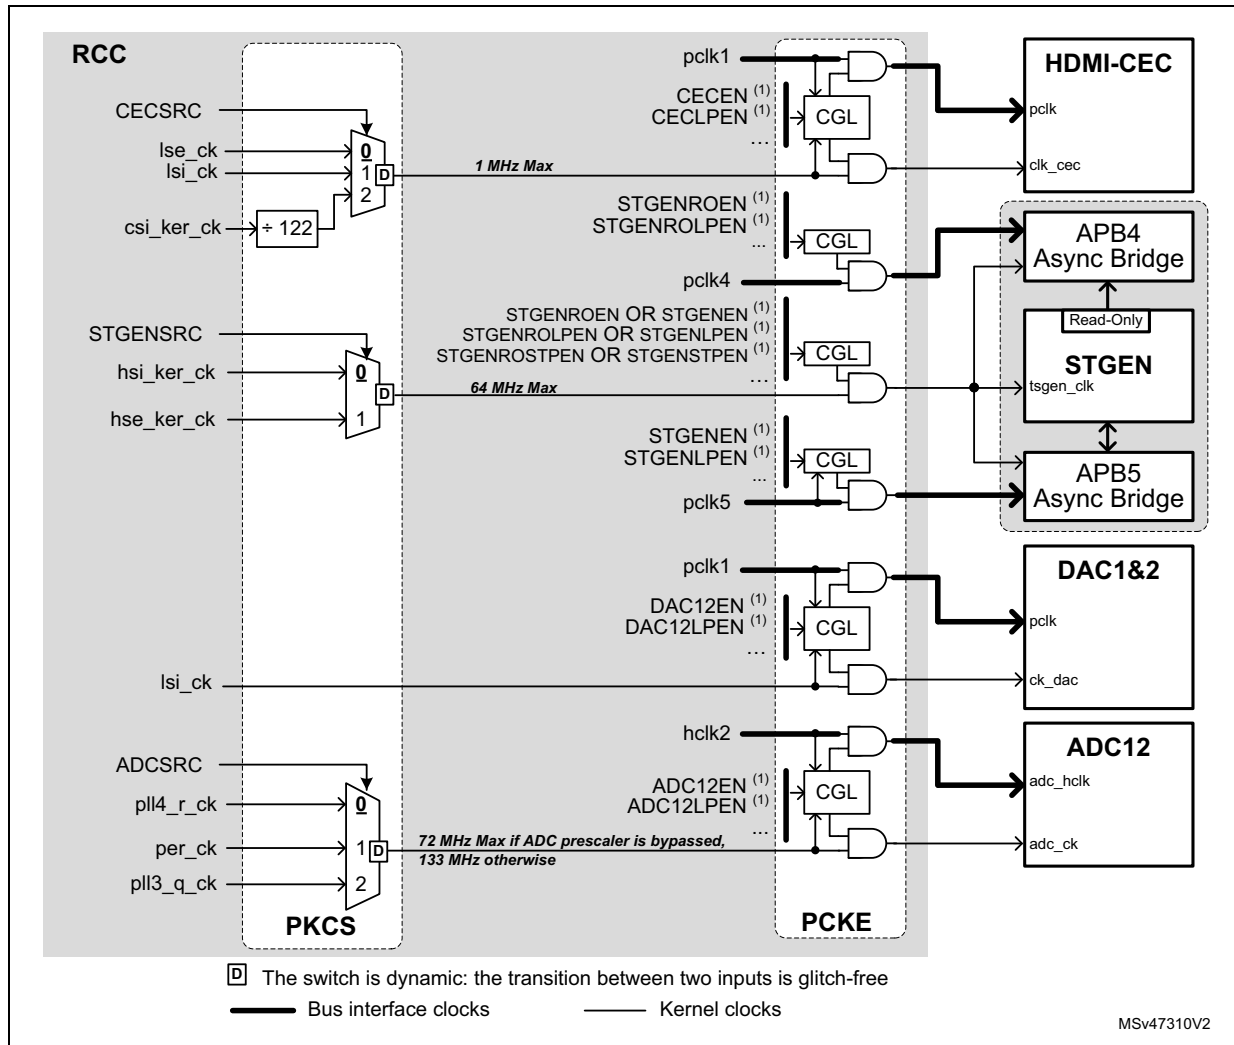 RCC
CECSRC
lse_ck
lsi_ck
csi_ker_ck
÷ 122
0
1
2
D
1 MHz Max
pclk1
CECEN (1)
CECLPEN (1)
...
CGL
HDMI-CEC
pclk
clk_cec
STGENROEN (1)
STGENROLPEN (1)
...
CGL
pclk4
APB4
Async Bridge
STGENSRC
hsi_ker_ck
hse_ker_ck
0
1
D
64 MHz Max
STGENROEN OR STGENEN (1)
STGENROLPEN OR STGENLPEN (1)
STGENROSTPEN OR STGENSTPEN (1)
...
CGL
Read-Only
STGEN
tsgen_clk
STGENEN (1)
STGENLPEN (1)
...
CGL
pclk5
APB5
Async Bridge
pclk1
DAC12EN (1)
DAC12LPEN (1)
...
CGL
lsi_ck
DAC1&2
pclk
ck_dac
ADCSRC
pll4_r_ck
per_ck
pll3_q_ck
0
1
2
D
72 MHz Max if ADC prescaler is bypassed,
133 MHz otherwise
hclk2
ADC12EN (1)
ADC12LPEN (1)
...
CGL
ADC12
adc_hclk
adc_ck
PKCS
PCKE
D The switch is dynamic: the transition between two inputs is glitch-free
Bus interface clocks
Kernel clocks
MSv47310V2